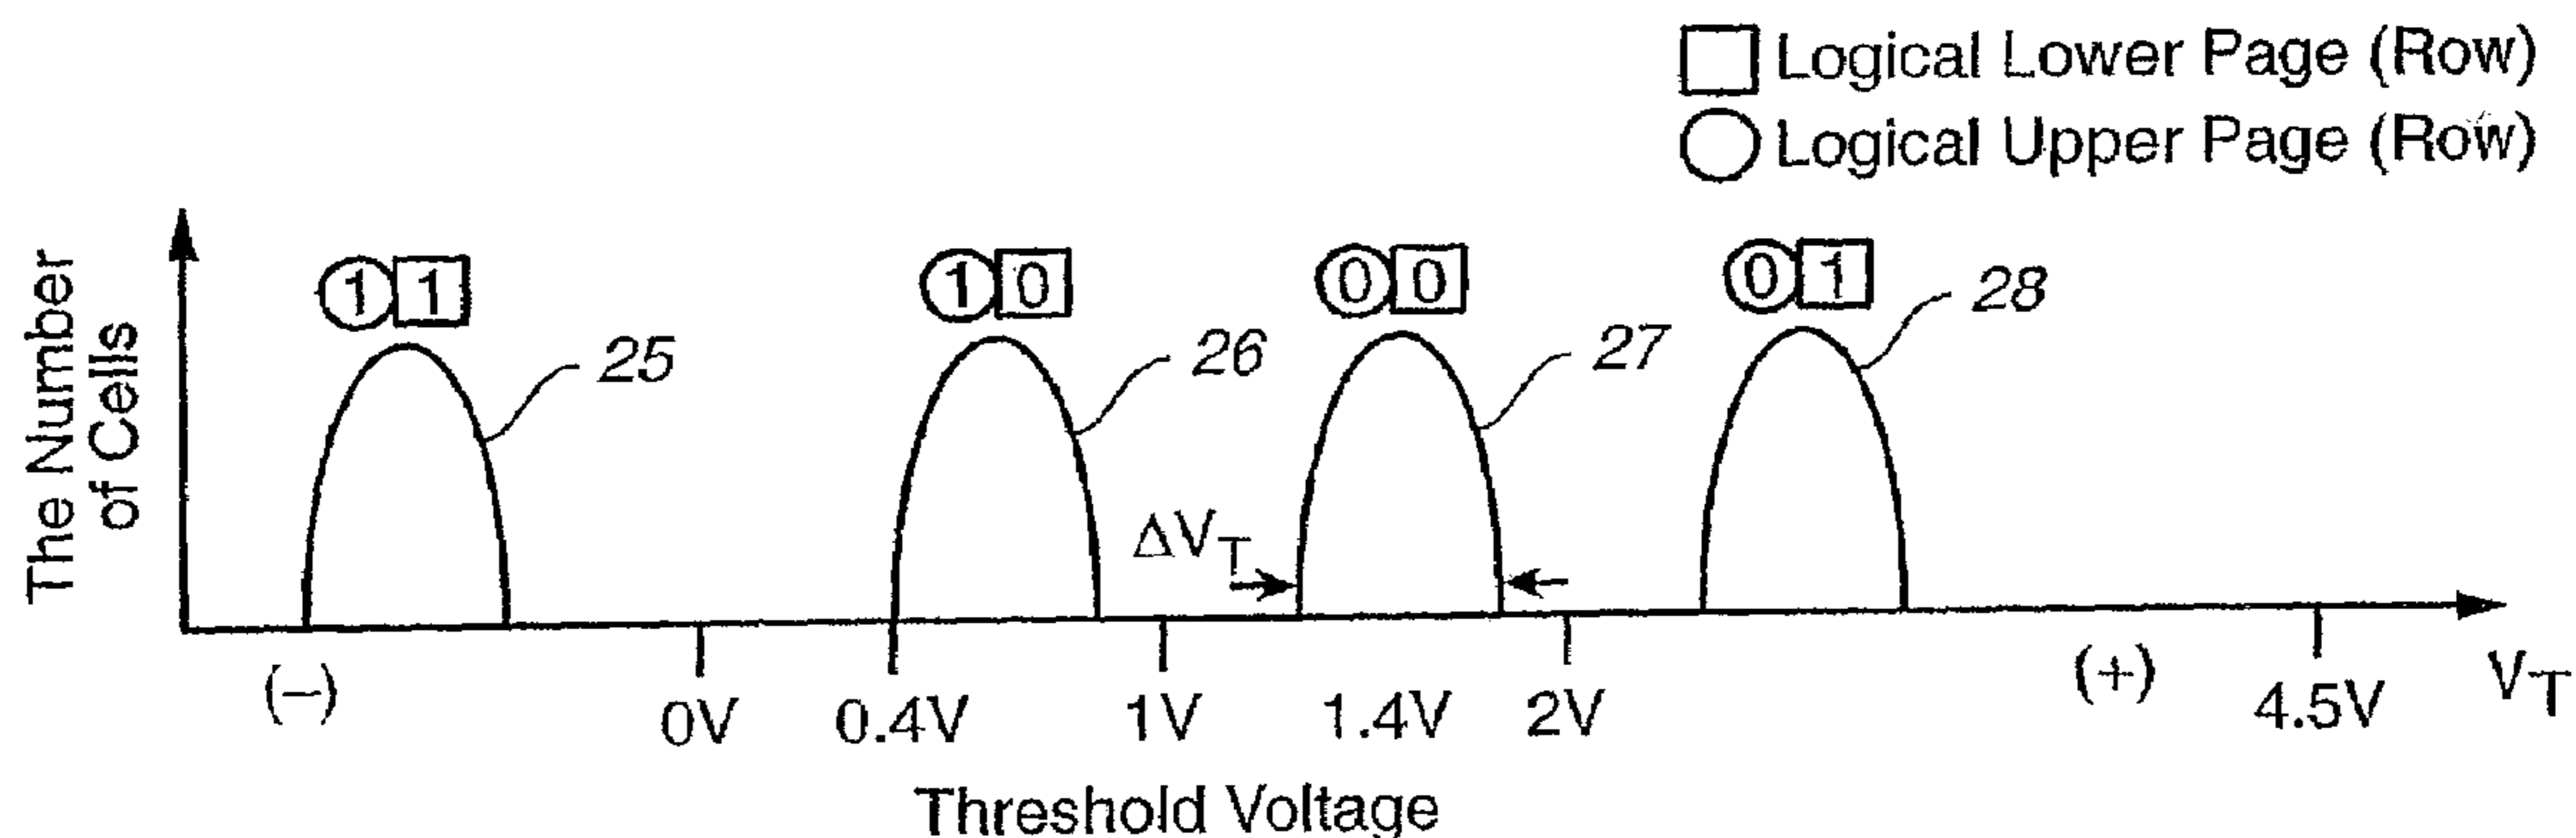 Logical Lower Page (Row)
Logical Upper Page (Row)
The Number
of Cells
1 1
1 0
0 0
0 1
25
26
27
28
ΔVT
(−)
0V
0.4V
1V
1.4V
2V
(+)
4.5V
VT
Threshold Voltage